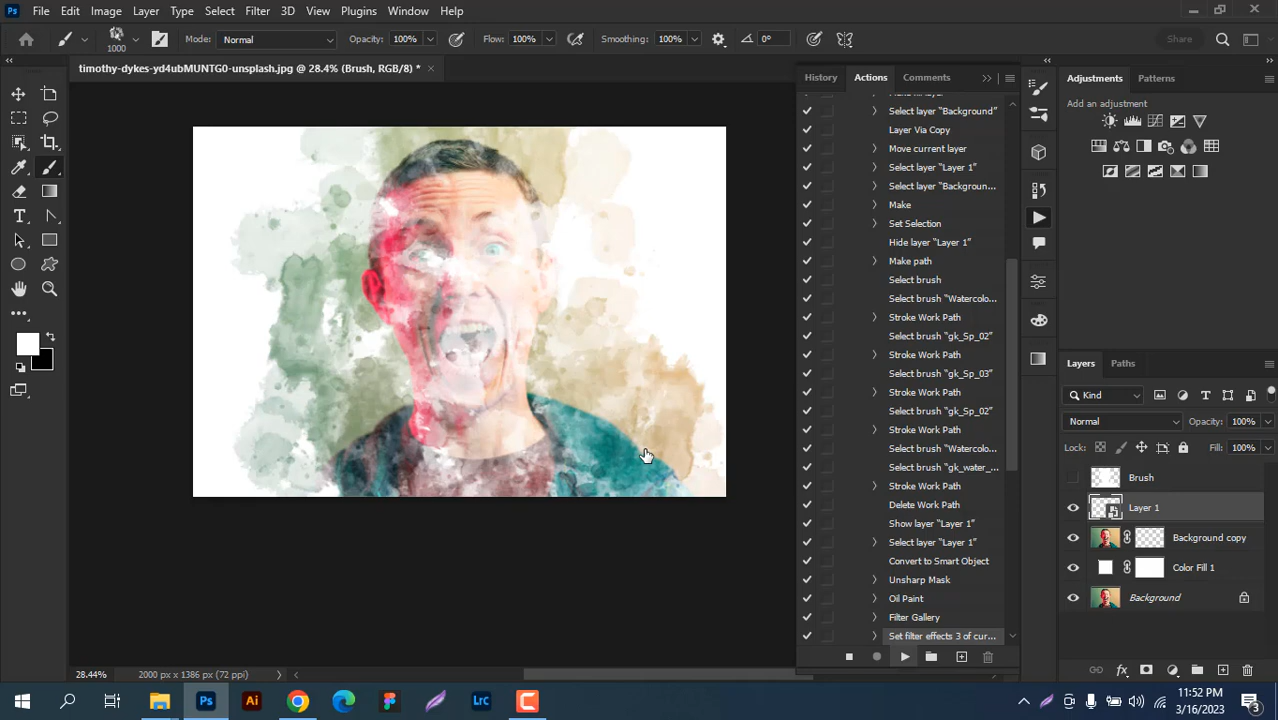 Ps File Edit Image Layer Type Select Filter 3D View Plugins Window Help
1000 Mode: Normal Opacity: 100% Flow: 100% Smoothing: 100% 0° Share
timothy-dykes-yd4ubMUNTG0-unsplash.jpg @ 28.4% (Brush, RGB/8) *
History Actions Comments
Adjustments Patterns
Add an adjustment
Select layer "Background"
Layer Via Copy
Move current layer
Select layer "Layer 1"
Select layer "Backgroun...
Make
Set Selection
Hide layer "Layer 1"
Make path
Select brush
Select brush "Watercolo...
Stroke Work Path
Select brush "gk_Sp_02"
Stroke Work Path
Select brush "gk_Sp_03"
Stroke Work Path
Select brush "gk_Sp_02"
Stroke Work Path
Select brush "Watercolo...
Select brush "gk_water_...
Stroke Work Path
Delete Work Path
Show layer "Layer 1"
Select layer "Layer 1"
Convert to Smart Object
Unsharp Mask
Oil Paint
Filter Gallery
Set filter effects 3 of cur...
Layers Paths
Kind
Normal Opacity: 100%
Lock: Fill: 100%
Brush
Layer 1
Background copy
Color Fill 1
Background
28.44% 2000 px x 1386 px (72 ppi)
Ps Ai LrC
11:52 PM
3/16/2023
3